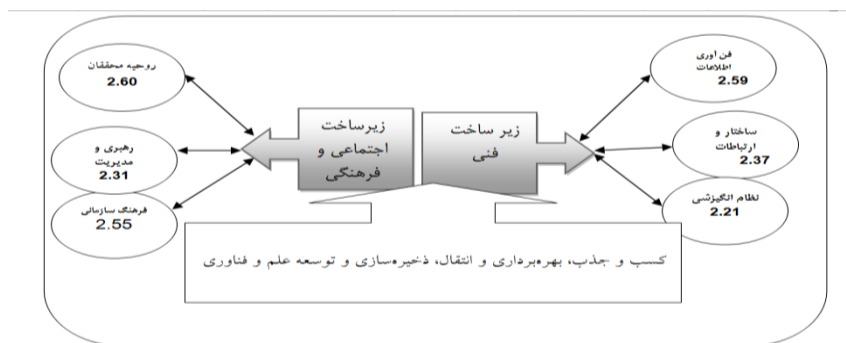 فن آوری
اطلاعات
2.59
ساختار و
ارتباطات
2.37
نظام انگیزشی
2.21
زیر ساخت
فنی
زیرساخت
اجتماعی و
فرهنگی
روحیه محققان
2.60
رهبری و
مدیریت
2.31
فرهنگ سازمانی
2.55
کسب و جذب، بهره‌برداری و انتقال، ذخیره‌سازی و توسعه علم و فناوری